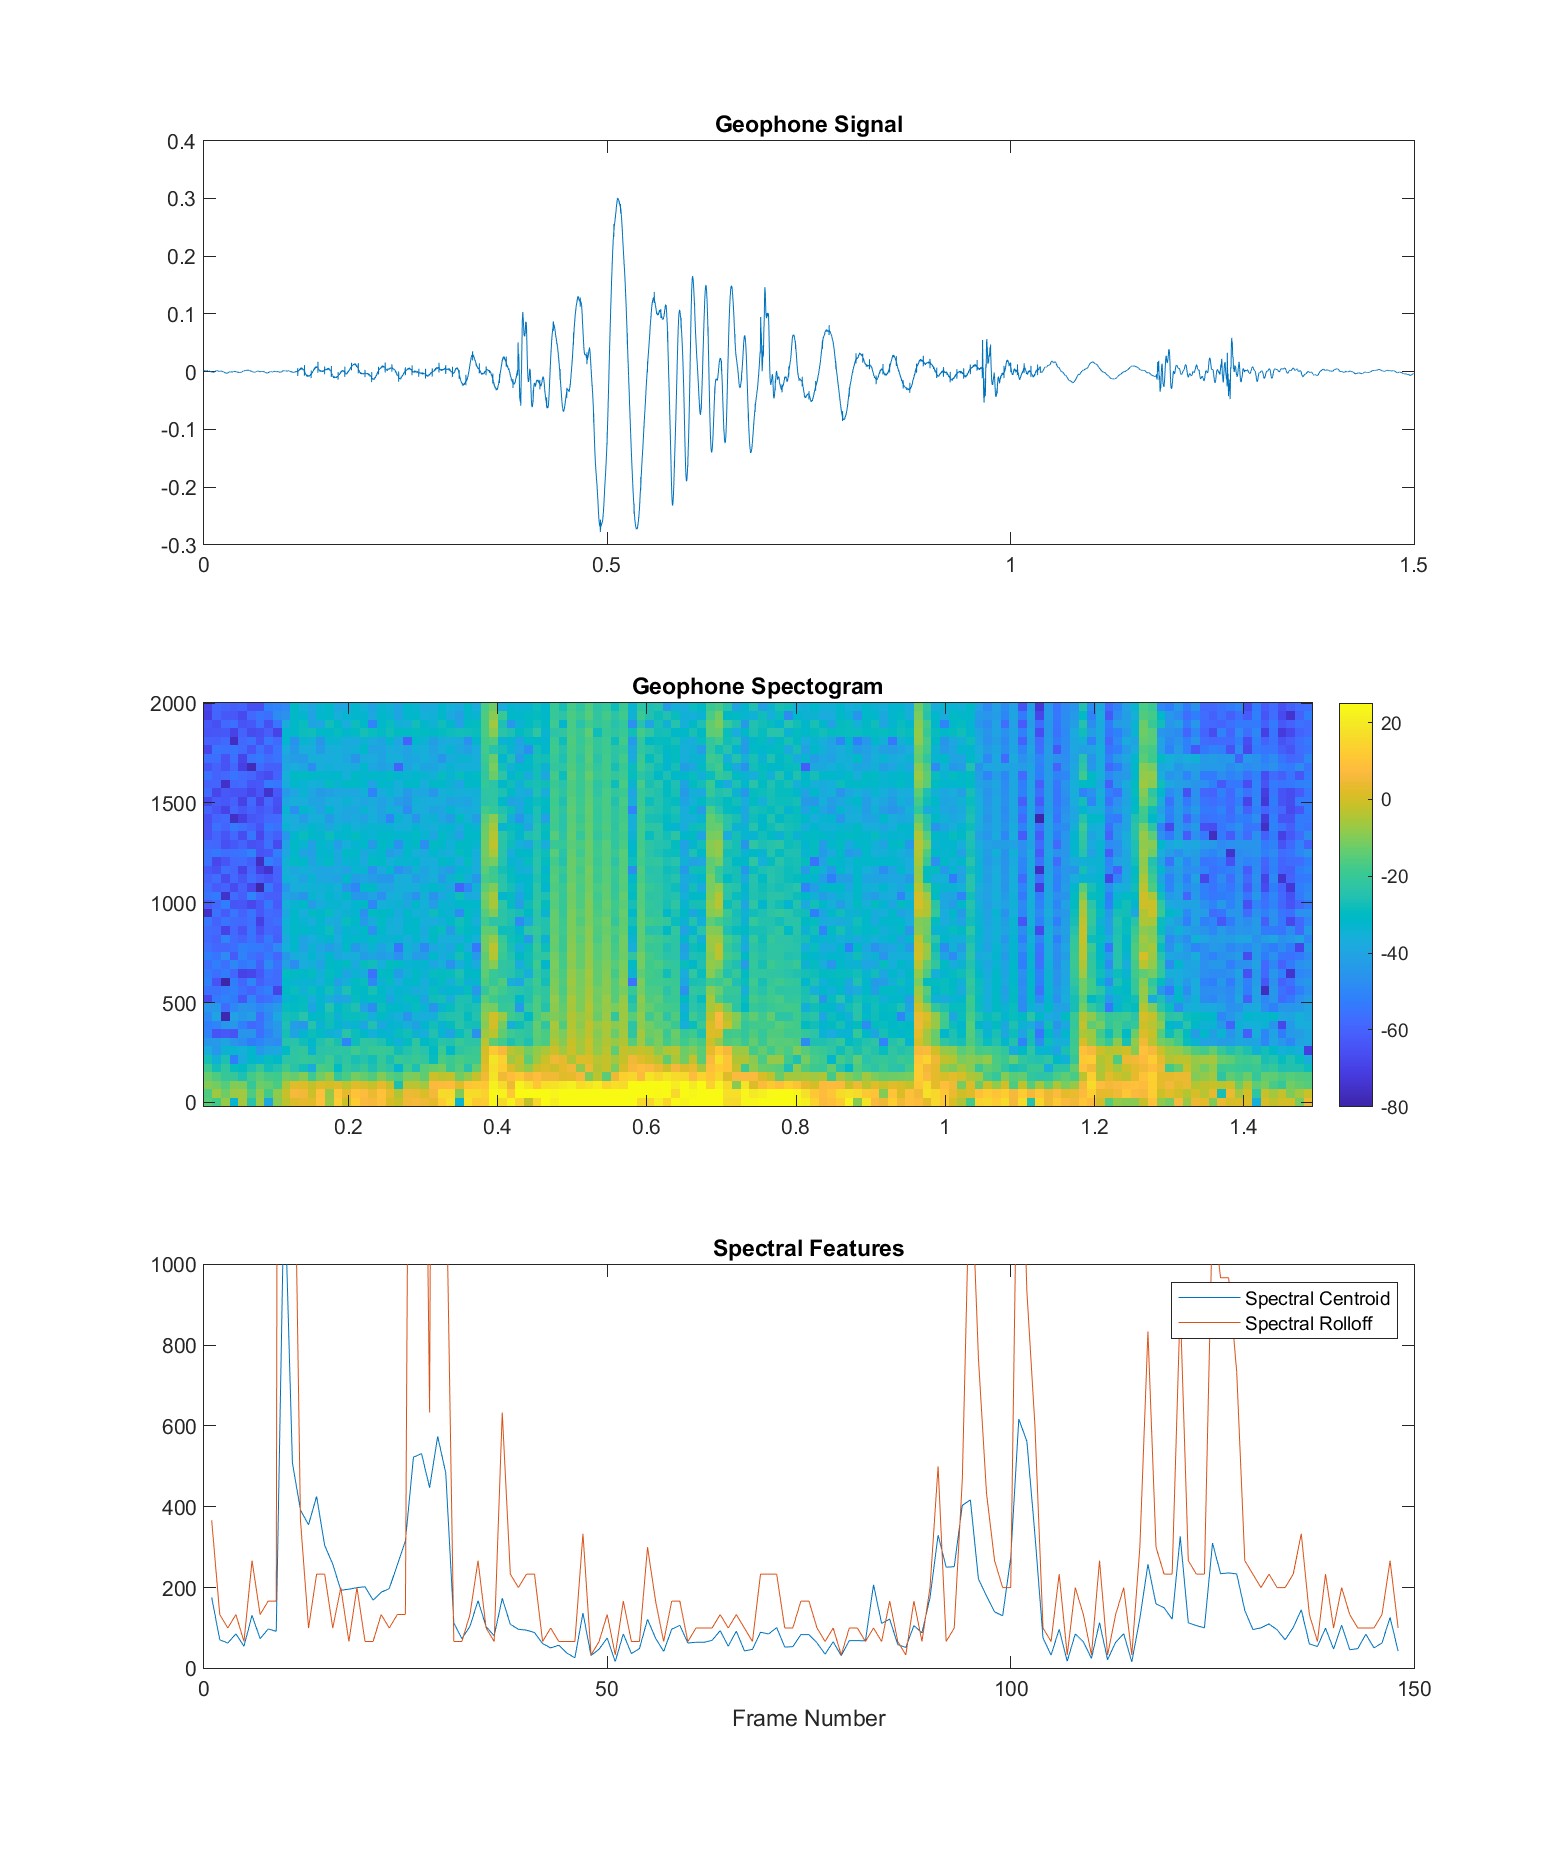 Geophone Signal
0.4
0.3
0.2
0.1
0
-0.1
-0.2
-0.3
0 0.5 1 1.5
Geophone Spectogram
2000
1500
1000
500
0
20
0
-20
-40
-60
-80
0.2 0.4 0.6 0.8 1 1.2 1.4
Spectral Features
1000
800
600
400
200
0
Spectral Centroid
Spectral Rolloff
0 50 100 150
Frame Number